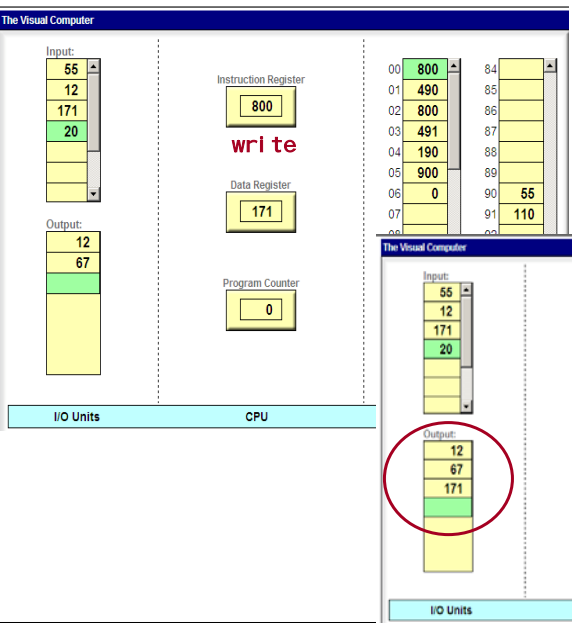 The Visual Computer
Input:
55
12
171
20
Output:
12
67
I/O Units
Instruction Register
800
write
Data Register
171
Program Counter
0
CPU
00 800
01 490
02 800
03 491
04 190
05 900
06 0
07
84
85
86
87
88
89
90 55
91 110
The Visual Computer
Input:
55
12
171
20
Output:
12
67
171
I/O Units